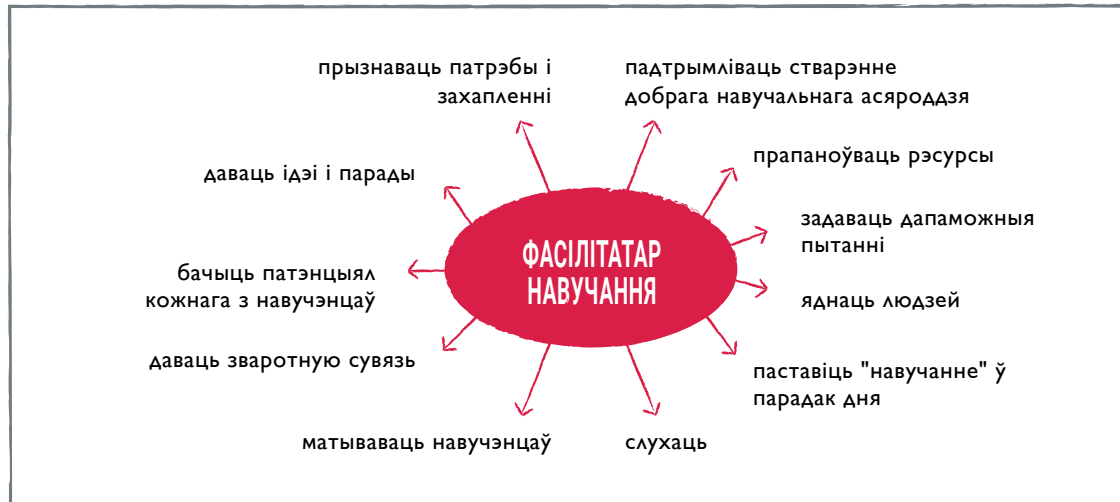 прызнаваць патрэбы і
захапленні
падтрымліваць стварэнне
добрага навучальнага асяроддзя
прапаноўваць рэсурсы
даваць ідэі і парады
задаваць дапаможныя
пытанні
ФАСІЛІТАТАР
НАВУЧАННЯ
бачыць патэнцыял
кожнага з навучэнцаў
яднаць людзей
даваць зваротную сувязь
паставіць "навучанне" ў
парадак дня
матываваць навучэнцаў
слухаць